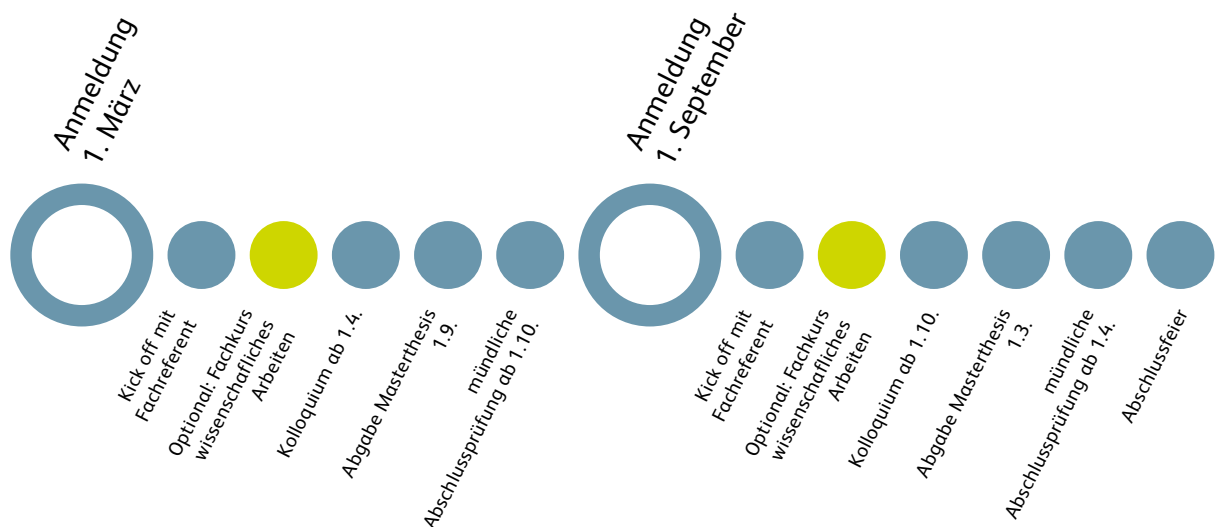 Anmeldung
1. März
Kick off mit
Fachreferent
Optional: Fachkurs
wissenschafliches
Arbeiten
Kolloquium ab 1.4.
Abgabe Masterthesis
1.9.
mündliche
Abschlussprüfung ab 1.10.
Anmeldung
1. September
Kick off mit
Fachreferent
Optional: Fachkurs
wissenschafliches
Arbeiten
Kolloquium ab 1.10.
Abgabe Masterthesis
1.3.
mündliche
Abschlussprüfung ab 1.4.
Abschlussfeier